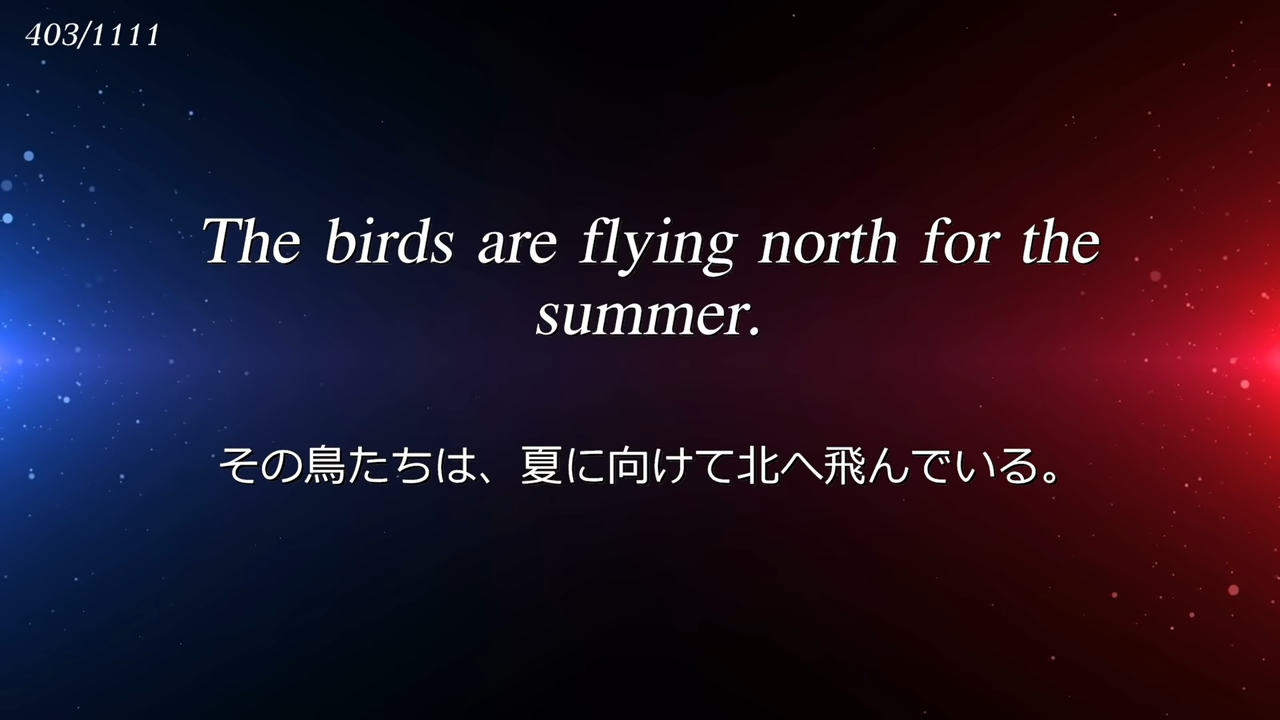 403/1111
The birds are flying north for the
summer.
その鳥たちは、夏に向けて北へ飛んでいる。